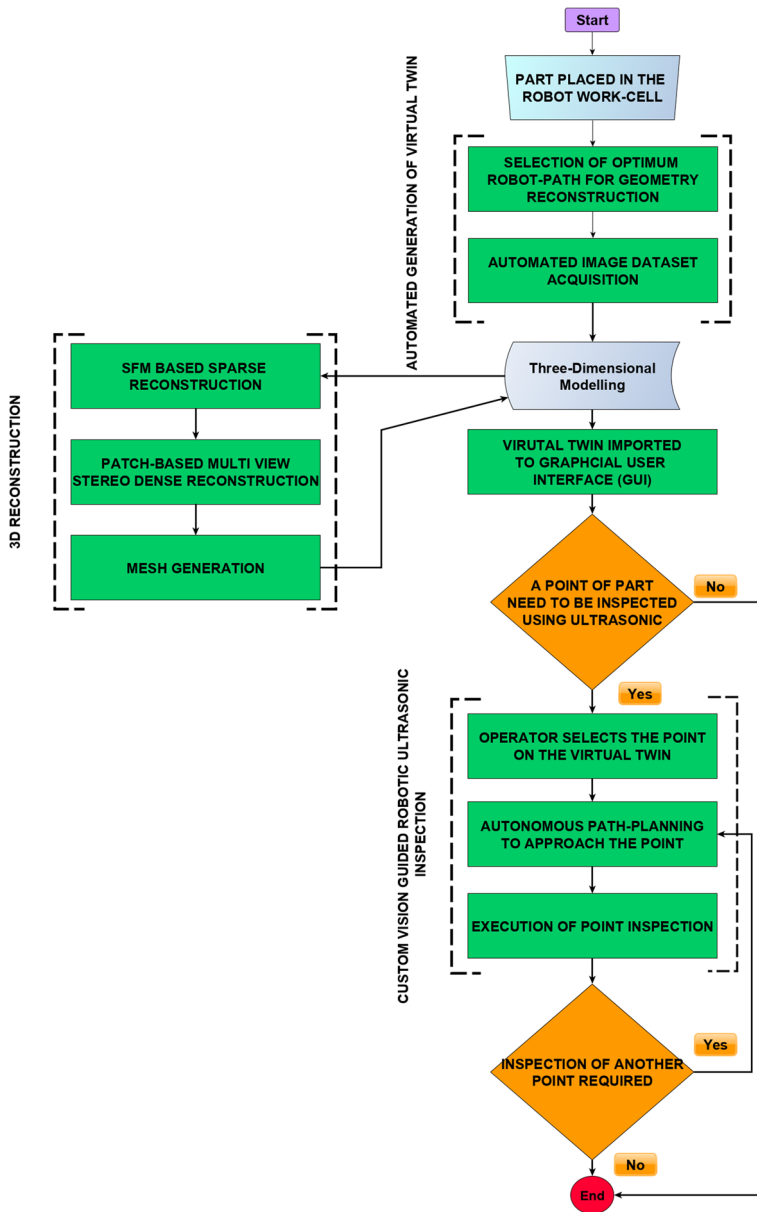 Start
PART PLACED IN THE
ROBOT WORK-CELL
AUTOMATED GENERATION OF VIRTUAL TWIN
SELECTION OF OPTIMUM
ROBOT-PATH FOR GEOMETRY
RECONSTRUCTION
AUTOMATED IMAGE DATASET
ACQUISITION
Three-Dimensional
Modelling
3D RECONSTRUCTION
SFM BASED SPARSE
RECONSTRUCTION
PATCH-BASED MULTI VIEW
STEREO DENSE RECONSTRUCTION
MESH GENERATION
VIRUTAL TWIN IMPORTED
TO GRAPHCIAL USER
INTERFACE (GUI)
A POINT OF PART
NEED TO BE INSPECTED
USING ULTRASONIC
No
Yes
CUSTOM VISION GUIDED ROBOTIC ULTRASONIC
INSPECTION
OPERATOR SELECTS THE POINT
ON THE VIRTUAL TWIN
AUTONOMOUS PATH-PLANNING
TO APPROACH THE POINT
EXECUTION OF POINT INSPECTION
INSPECTION OF ANOTHER
POINT REQUIRED
Yes
No
End